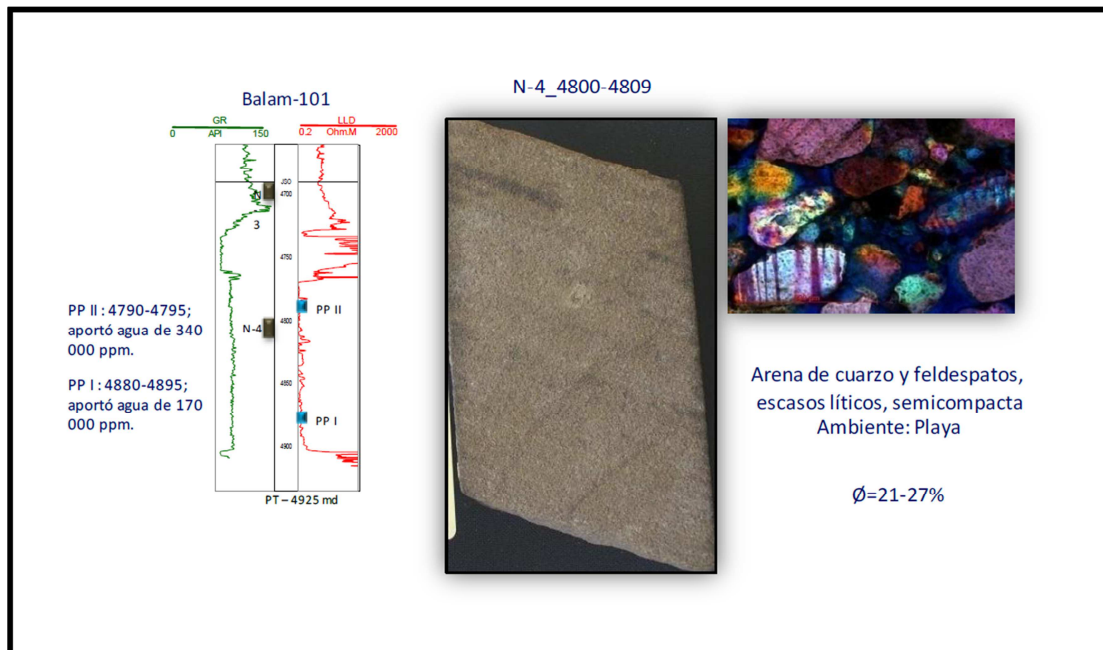 Balam-101
GR
0 API 150
LLD
0.2 Ohm.M 2000
JSO
4700
N
3
4750
PP II
4800
N-4
4850
PP I
4900
PT – 4925 md
PP II : 4790-4795;
aportó agua de 340
000 ppm.
PP I : 4880-4895;
aportó agua de 170
000 ppm.
N-4_4800-4809
Arena de cuarzo y feldespatos,
escasos líticos, semicompacta
Ambiente: Playa
Ø=21-27%